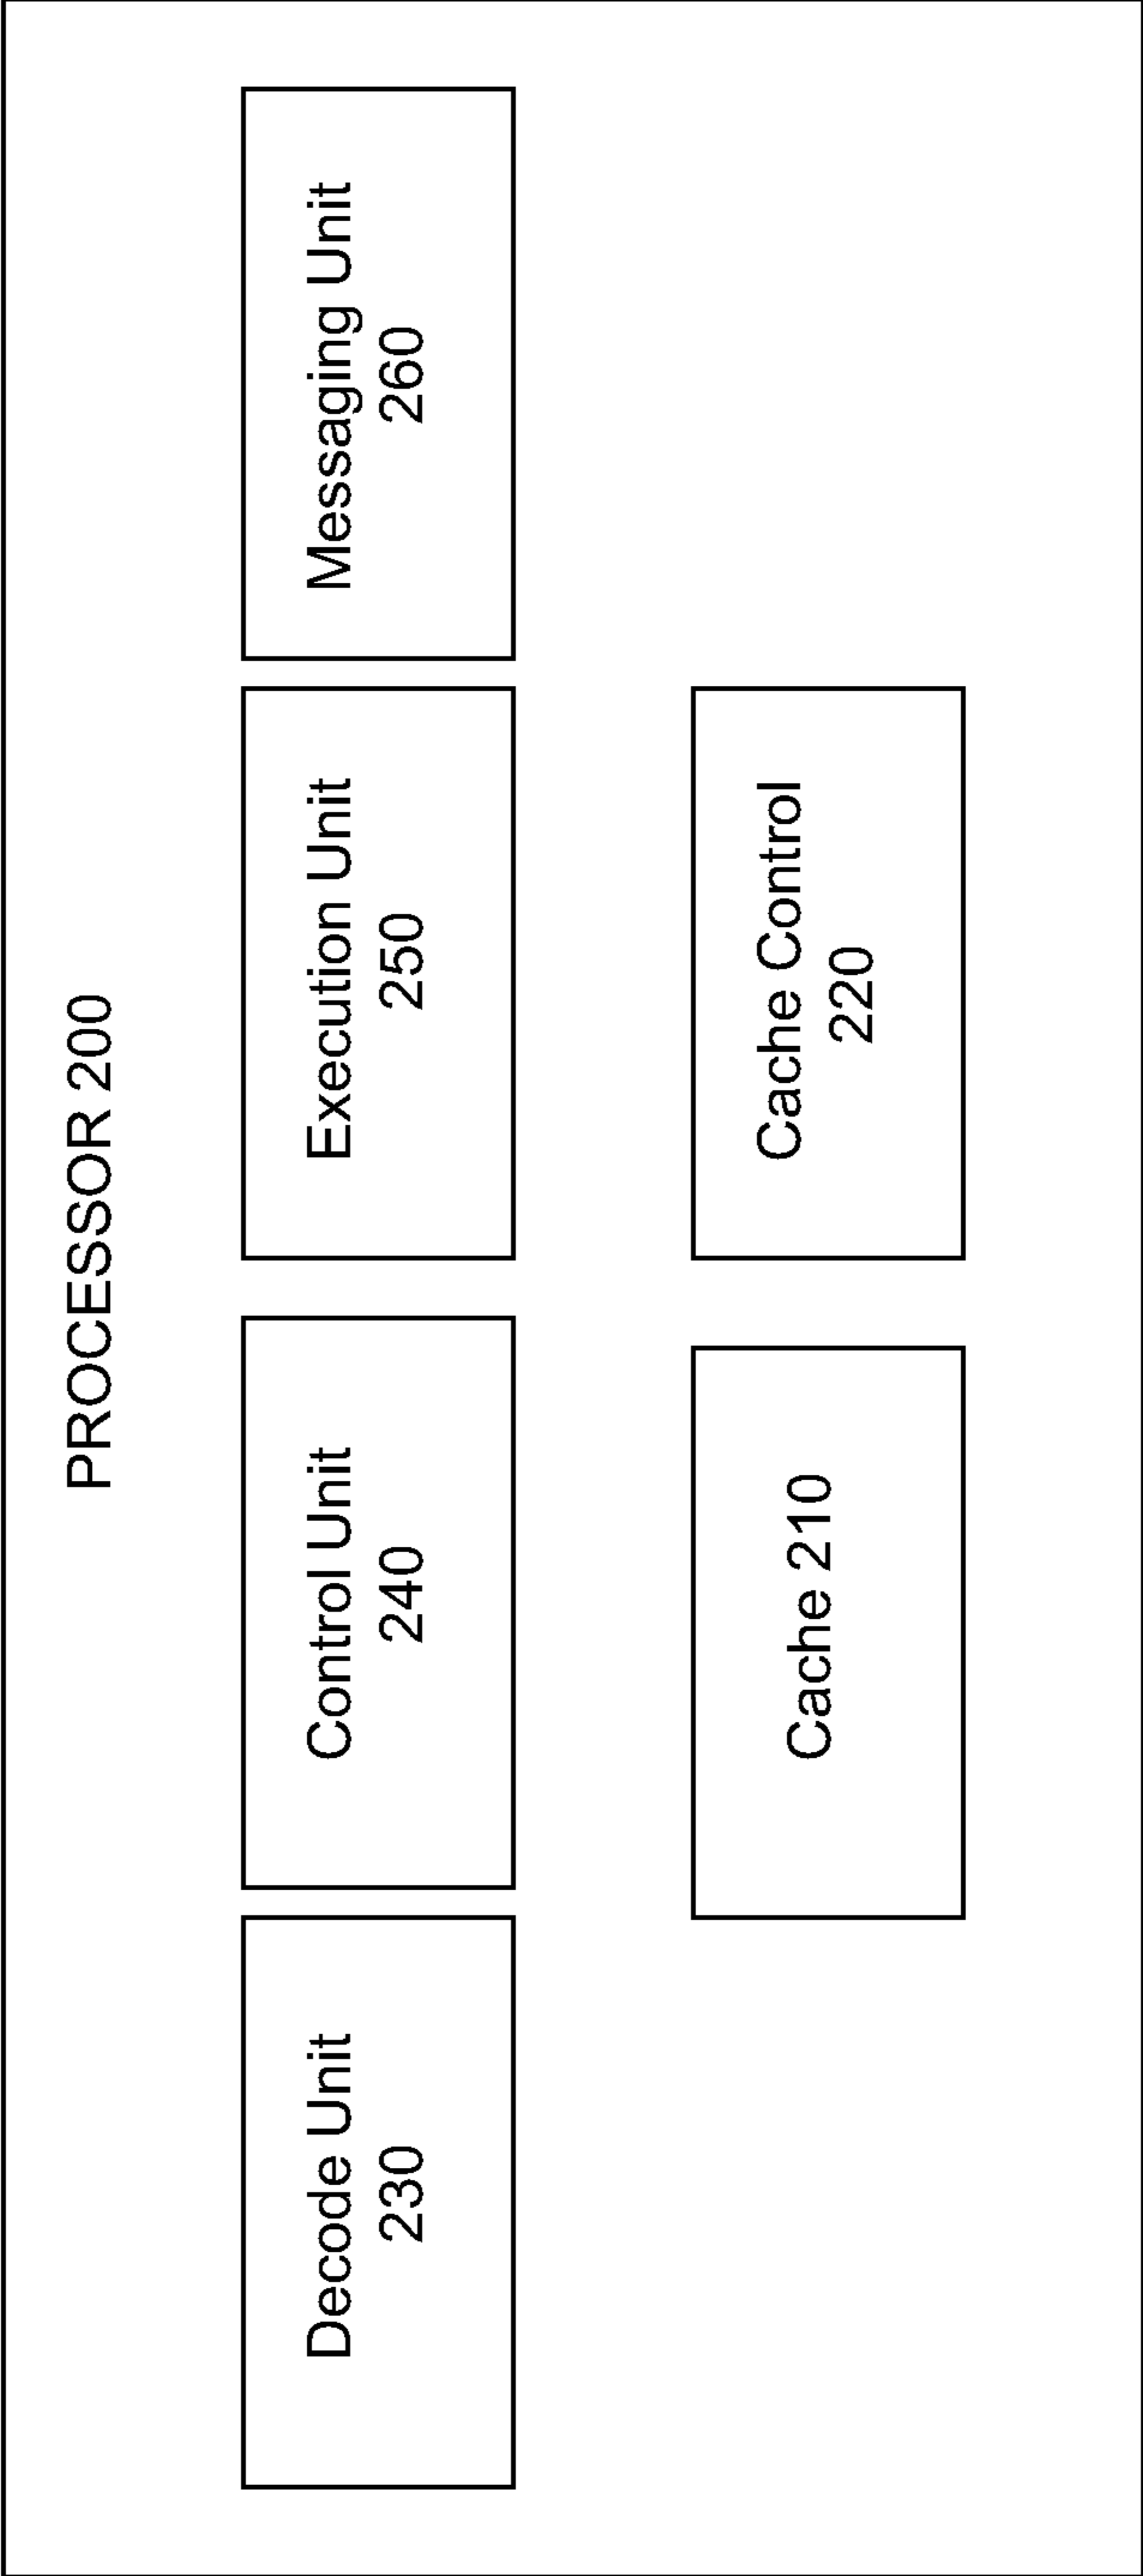 PROCESSOR 200
Decode Unit
230
Control Unit
240
Execution Unit
250
Messaging Unit
260
Cache 210
Cache Control
220